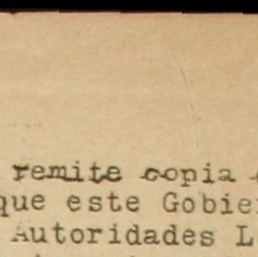 remite copia
que este Gobie
Autoridades L